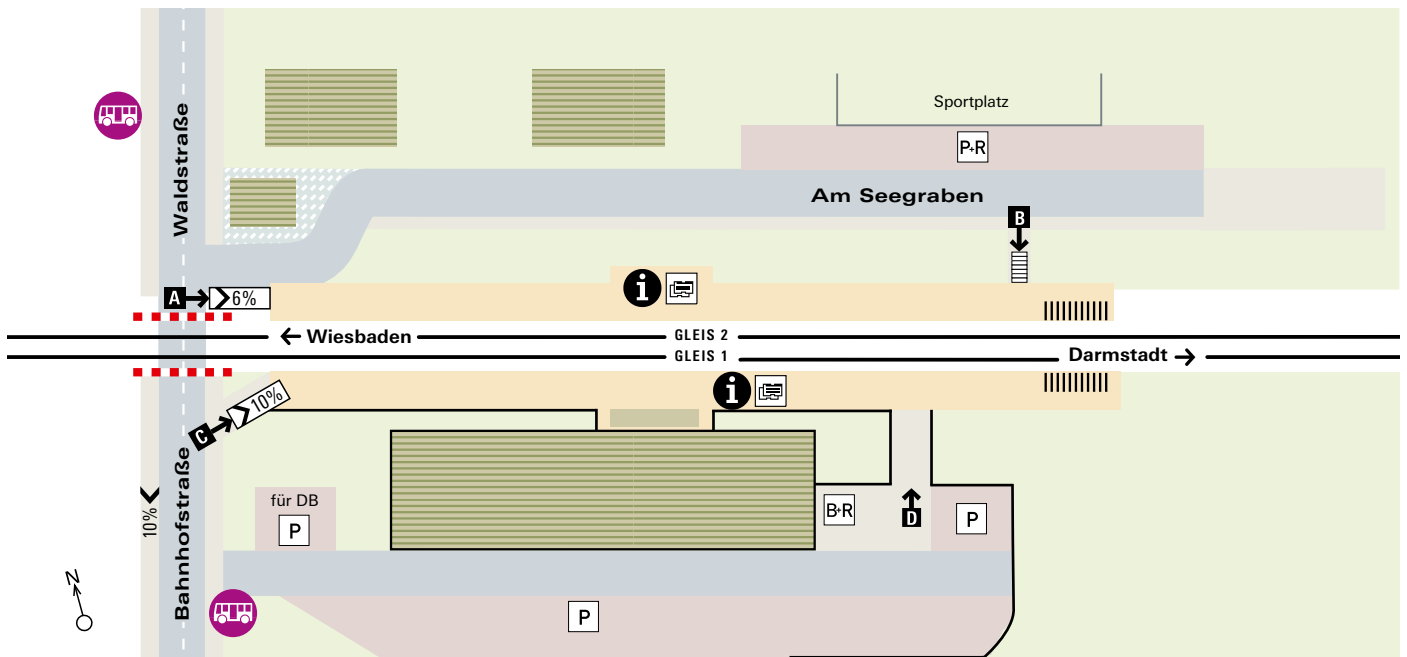 Sportplatz
Waldstraße
P+R
Am Seegraben
B
A
6%
i
Wiesbaden
GLEIS 2
GLEIS 1
Darmstadt
i
10%
C
für DB
P
B+R
D
P
10%
Bahnhofstraße
N
P